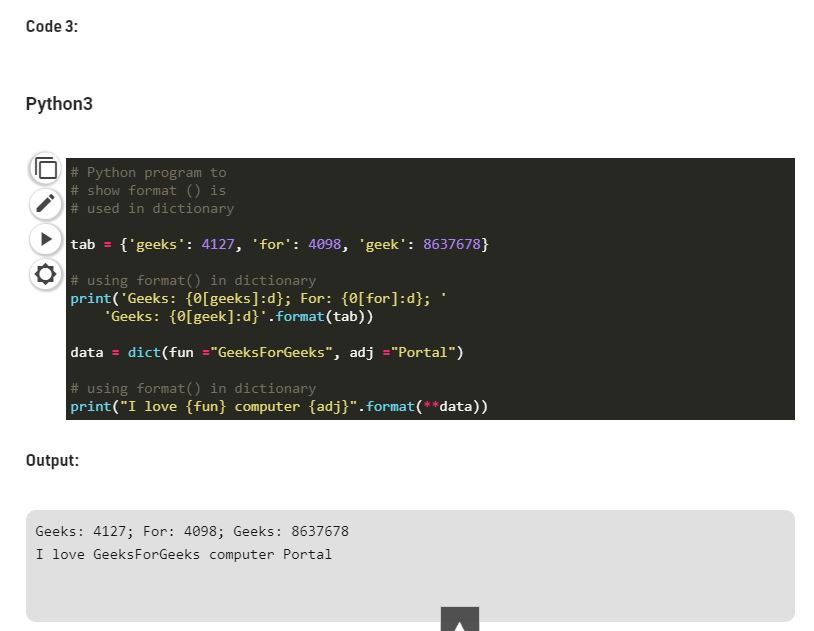 Code 3:
Python3
# Python program to
# show format () is
# used in dictionary
tab = {'geeks': 4127, 'for': 4098, 'geek': 8637678}
# using format() in dictionary
print('Geeks: {0[geeks]:d}; For: {0[for]:d}; '
    'Geeks: {0[geek]:d}'.format(tab))
data = dict(fun ="GeeksForGeeks", adj ="Portal")
# using format() in dictionary
print("I love {fun} computer {adj}".format(**data))
Output:
Geeks: 4127; For: 4098; Geeks: 8637678
I love GeeksForGeeks computer Portal